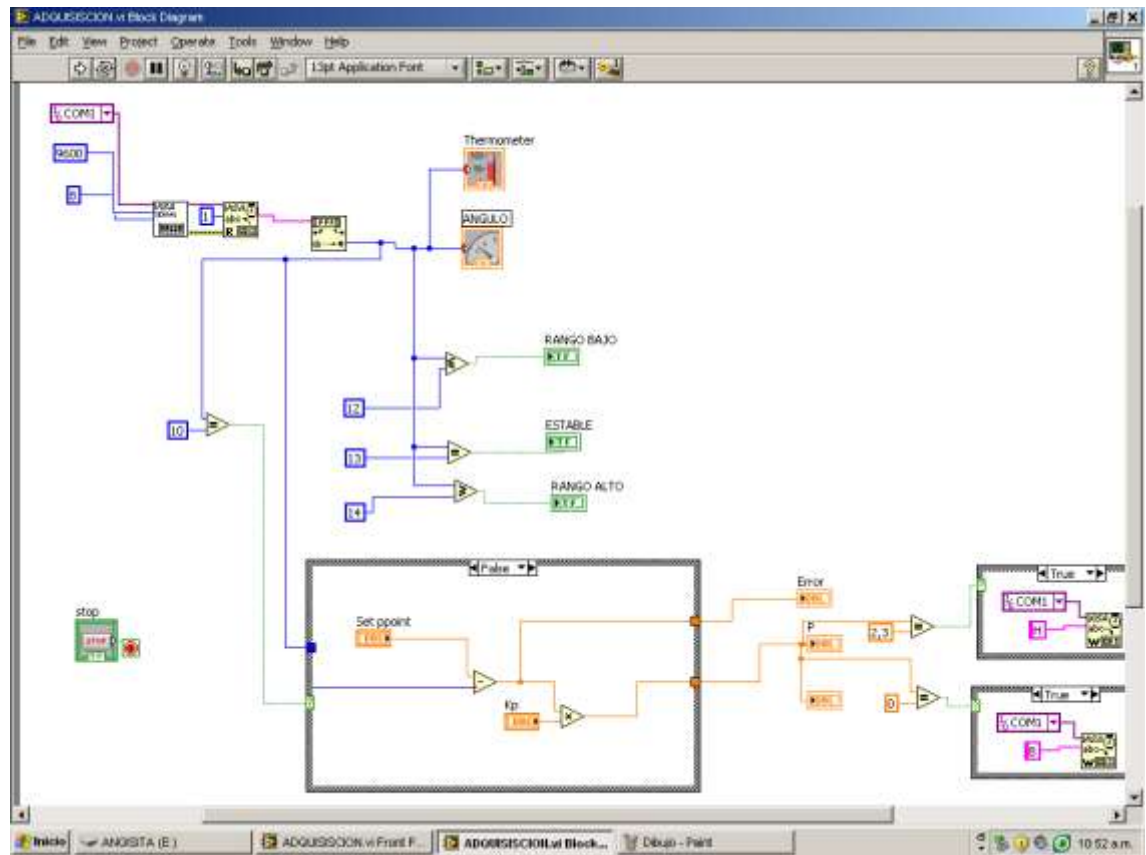 ADQUISISCION.vi Block Diagram
File Edit View Project Operate Tools Window Help
13pt Application Font
COM1
9600
8
1
Thermometer
ANGULO
RANGO BAJO
12
10
ESTABLE
13
RANGO ALTO
14
False
stop
Set ppoint
Kp
Error
P
2,3
0
True
COM1
H
True
COM1
B
Inicio
ANGISITA (E:)
ADQUISISCION.vi Front P...
ADQUISISCION.vi Block...
Dibujo - Paint
10:52 a.m.